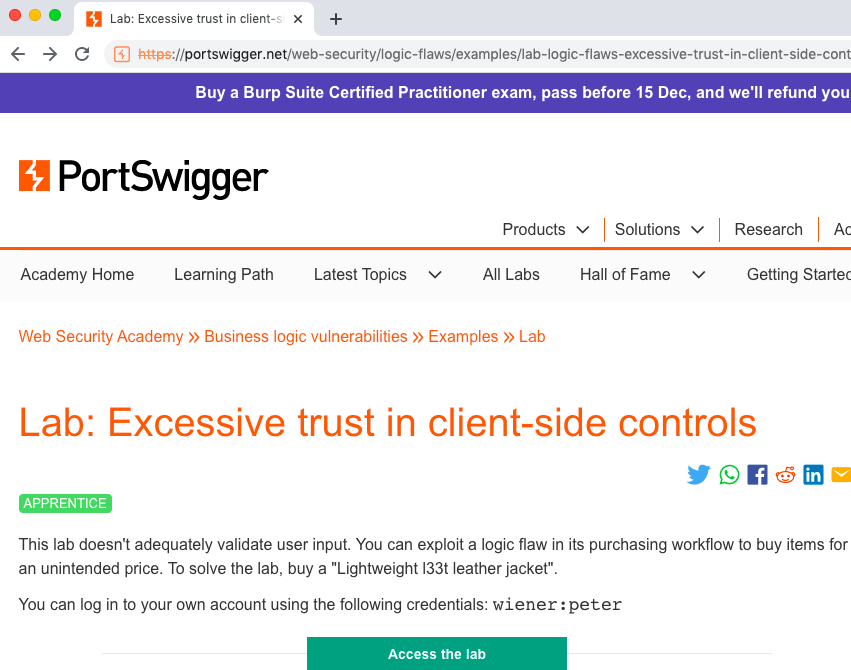 Lab: Excessive trust in client-s
https://portswigger.net/web-security/logic-flaws/examples/lab-logic-flaws-excessive-trust-in-client-side-cont
Buy a Burp Suite Certified Practitioner exam, pass before 15 Dec, and we'll refund you
PortSwigger
Products Solutions Research Ac
Academy Home Learning Path Latest Topics All Labs Hall of Fame Getting Started
Web Security Academy » Business logic vulnerabilities » Examples » Lab
Lab: Excessive trust in client-side controls
APPRENTICE
This lab doesn't adequately validate user input. You can exploit a logic flaw in its purchasing workflow to buy items for
an unintended price. To solve the lab, buy a "Lightweight l33t leather jacket".
You can log in to your own account using the following credentials: wiener:peter
Access the lab